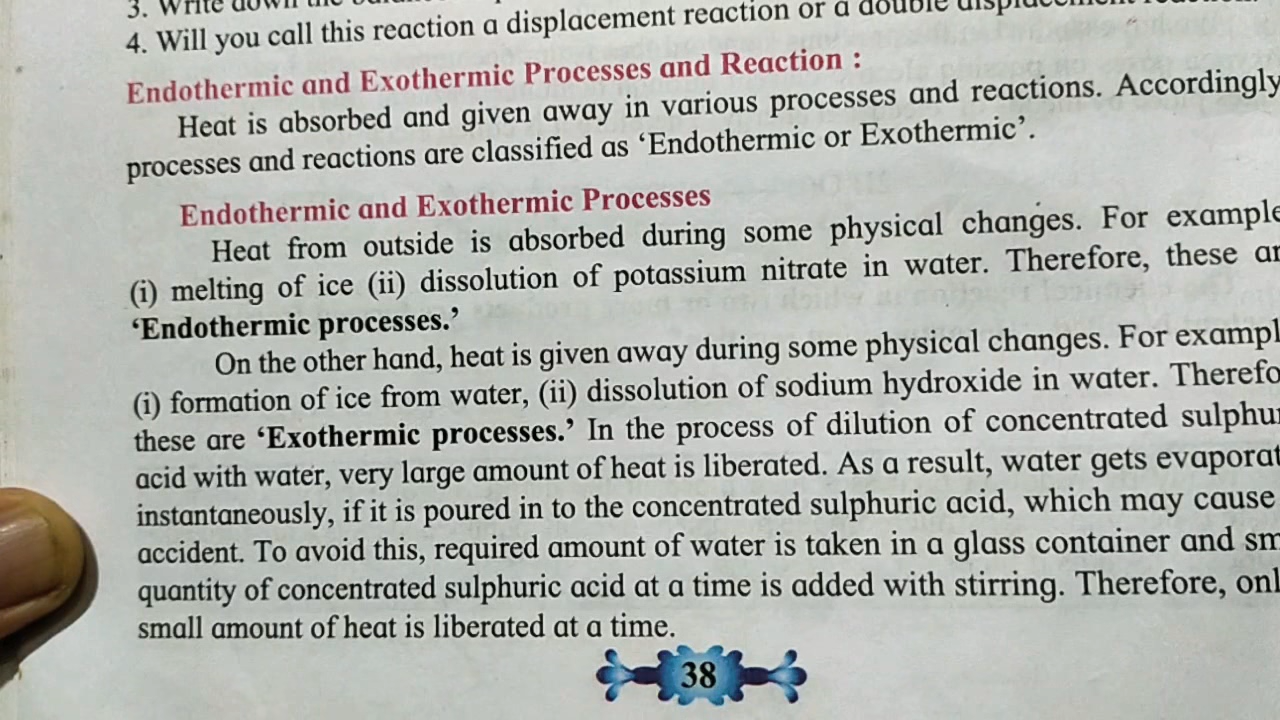 3. Write down the
4. Will you call this reaction a displacement reaction or a double
Endothermic and Exothermic Processes and Reaction :
Heat is absorbed and given away in various processes and reactions. Accordingly
processes and reactions are classified as ‘Endothermic or Exothermic’.
Endothermic and Exothermic Processes
Heat from outside is absorbed during some physical changes. For example
(i) melting of ice (ii) dissolution of potassium nitrate in water. Therefore, these ar
‘Endothermic processes.’
On the other hand, heat is given away during some physical changes. For exampl
(i) formation of ice from water, (ii) dissolution of sodium hydroxide in water. Therefo
these are ‘Exothermic processes.’ In the process of dilution of concentrated sulphu
acid with water, very large amount of heat is liberated. As a result, water gets evaporat
instantaneously, if it is poured in to the concentrated sulphuric acid, which may cause
accident. To avoid this, required amount of water is taken in a glass container and sm
quantity of concentrated sulphuric acid at a time is added with stirring. Therefore, onl
small amount of heat is liberated at a time.
38